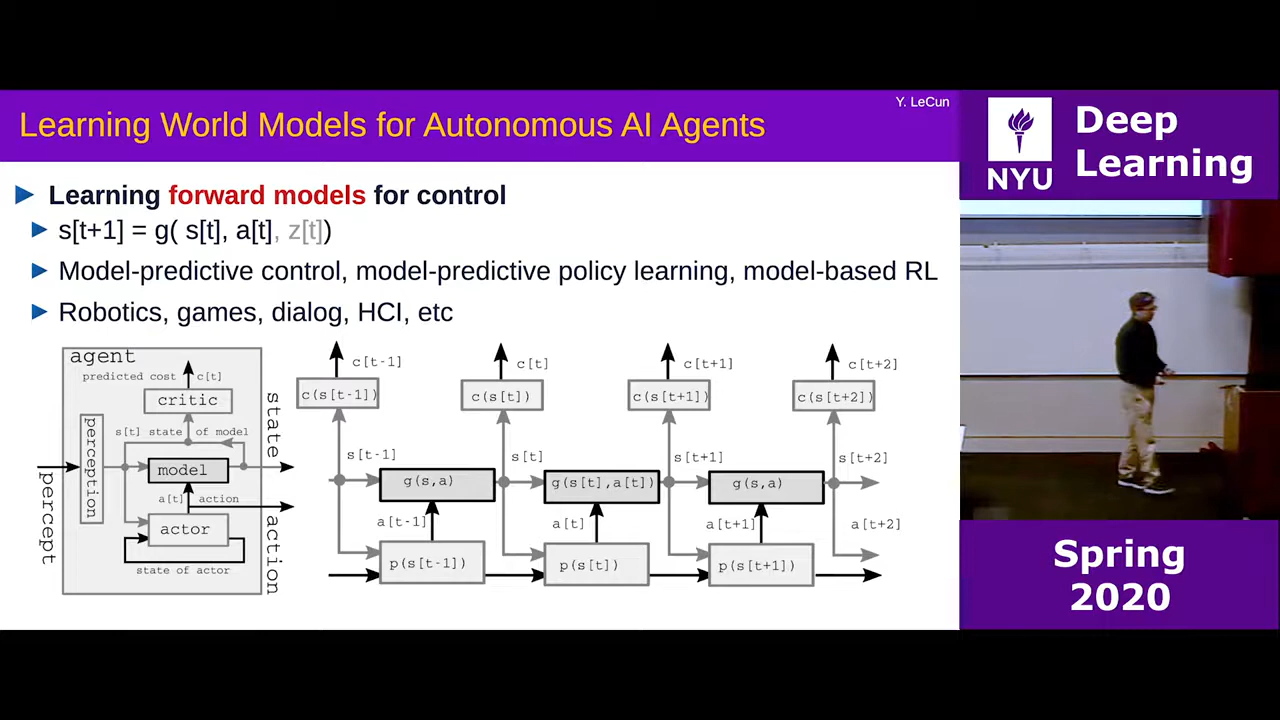 Y. LeCun
Learning World Models for Autonomous AI Agents
Learning forward models for control
s[t+1] = g( s[t], a[t], z[t])
Model-predictive control, model-predictive policy learning, model-based RL
Robotics, games, dialog, HCI, etc
agent
predicted cost
c[t]
critic
s[t] state of model
perception
model
a[t] action
actor
state of actor
percept
state
action
c[t-1]
c[t]
c[t+1]
c[t+2]
c(s[t-1])
c(s[t])
c(s[t+1])
c(s[t+2])
s[t-1]
s[t]
s[t+1]
s[t+2]
g(s,a)
g(s[t],a[t])
g(s,a)
a[t-1]
a[t]
a[t+1]
a[t+2]
p(s[t-1])
p(s[t])
p(s[t+1])
NYU
Deep
Learning
Spring
2020